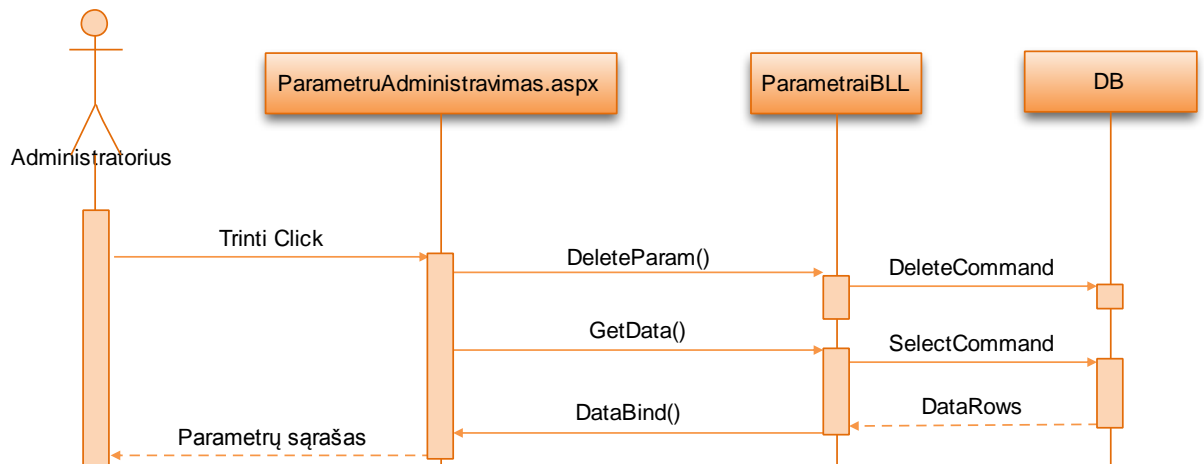 ParametruAdministravimas.aspx
ParametraiBLL
DB
Administratorius
Trinti Click
DeleteParam()
DeleteCommand
GetData()
SelectCommand
DataBind()
DataRows
Parametrų sąrašas